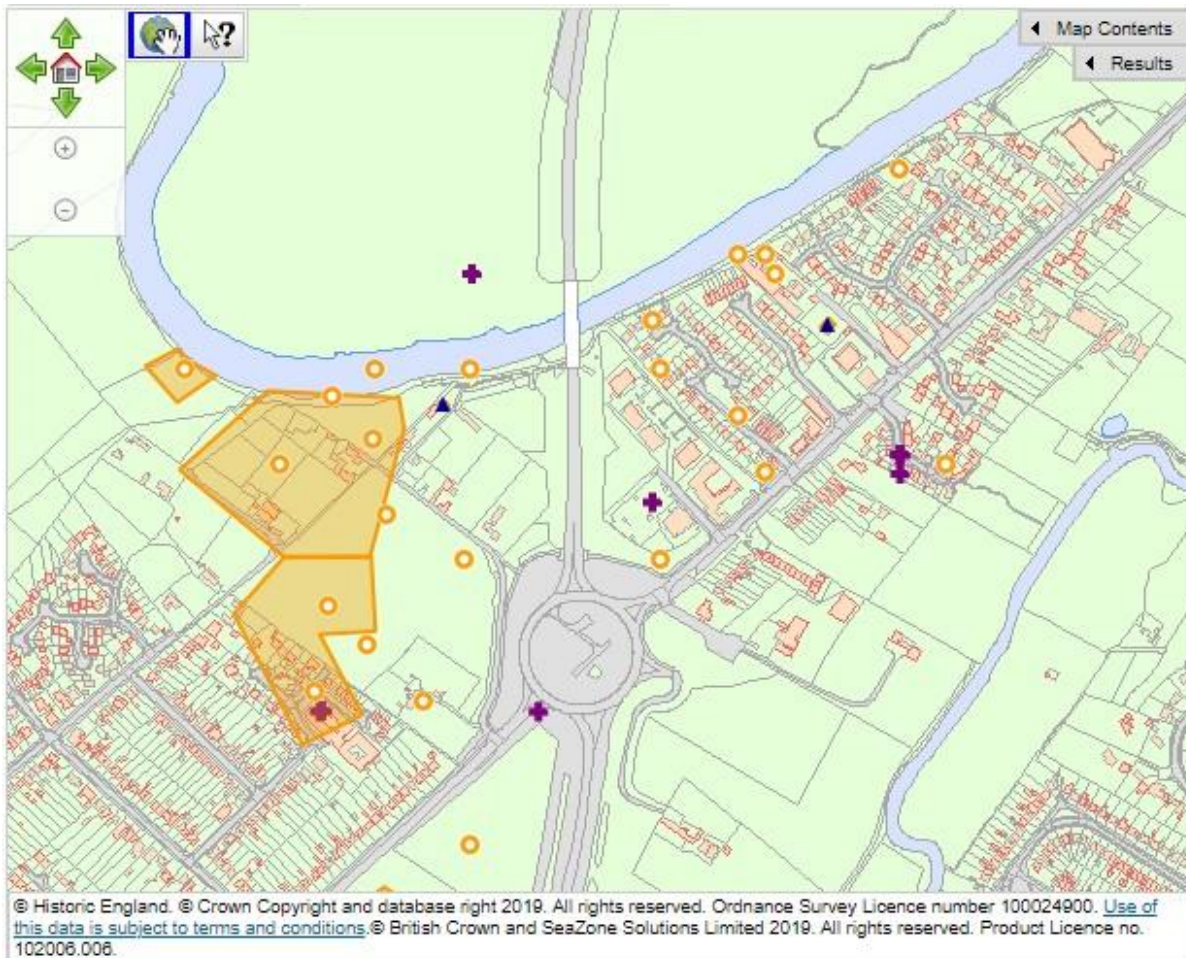 ?
Map Contents
Results
© Historic England. © Crown Copyright and database right 2019. All rights reserved. Ordnance Survey Licence number 100024900. Use of
this data is subject to terms and conditions.© British Crown and SeaZone Solutions Limited 2019. All rights reserved. Product Licence no.
102006.006.